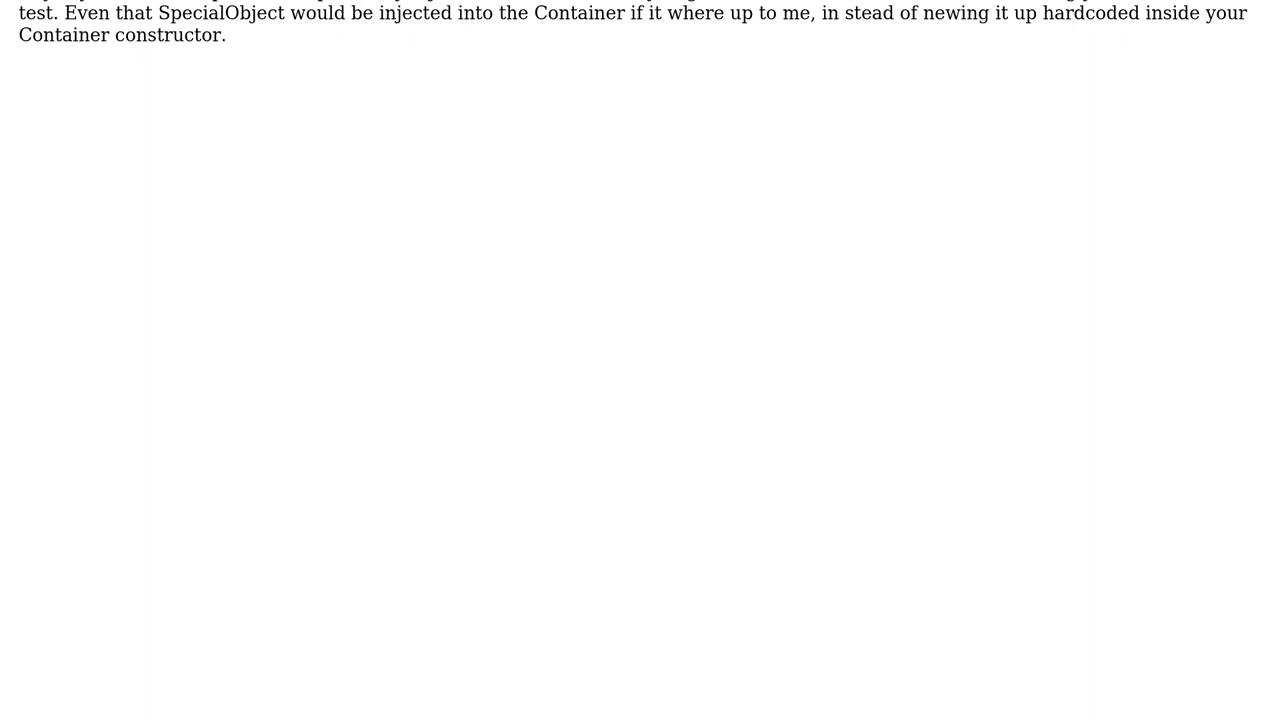 test. Even that SpecialObject would be injected into the Container if it where up to me, in stead of newing it up hardcoded inside your
Container constructor.